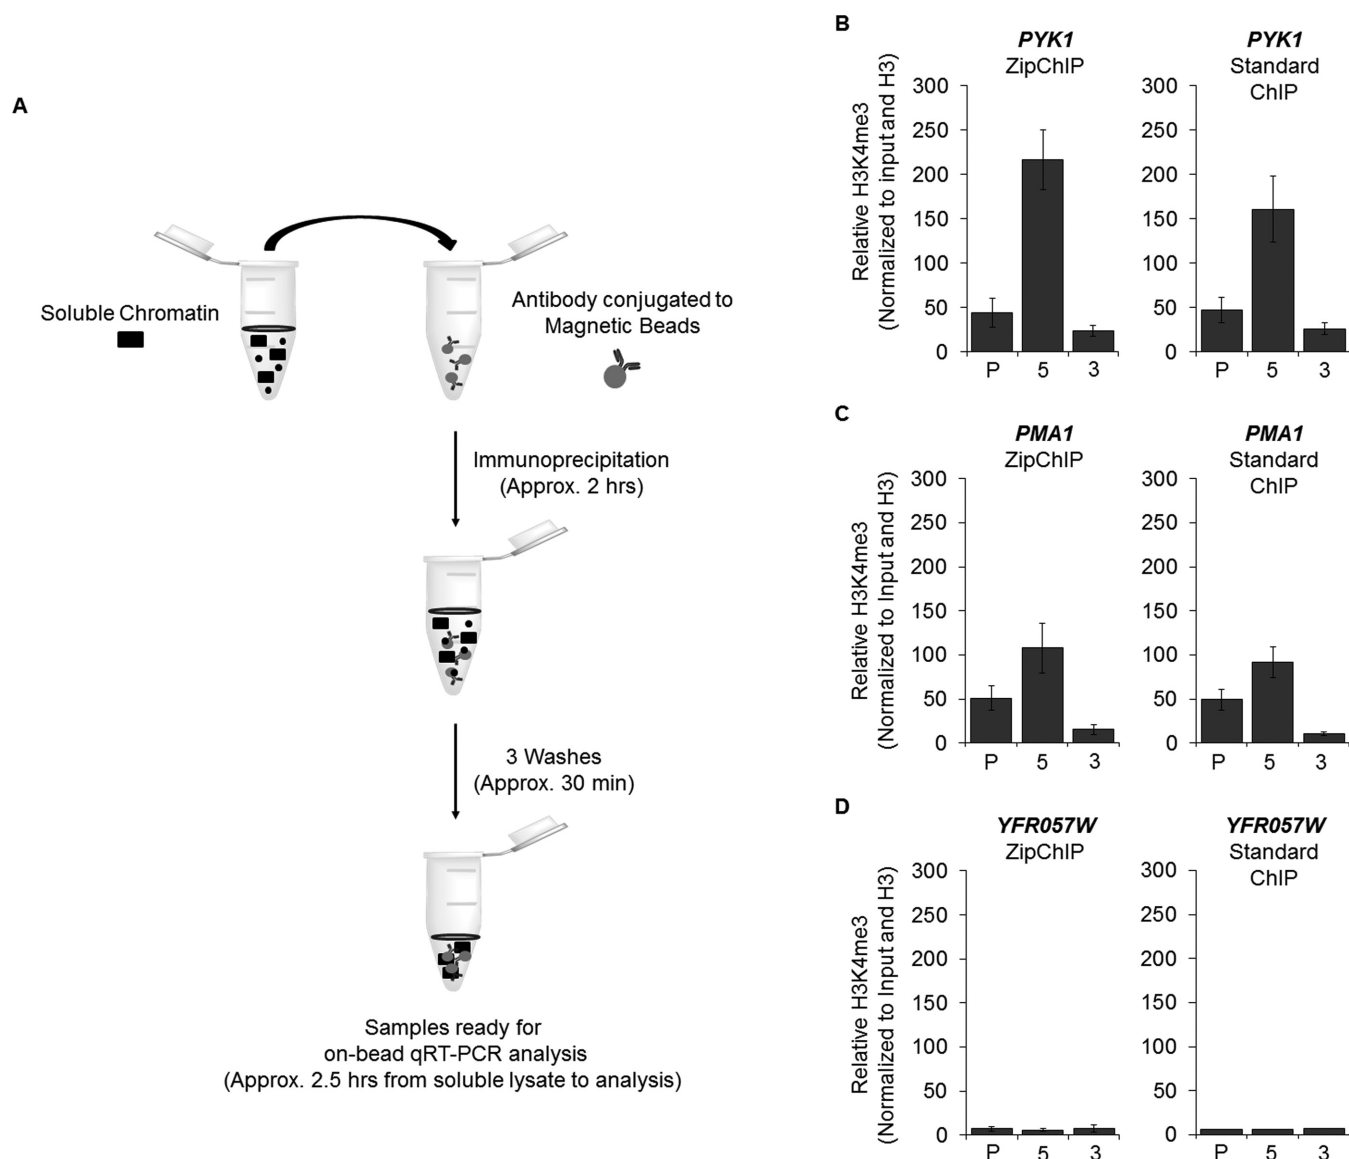 A
Soluble Chromatin
Antibody conjugated to
Magnetic Beads
Immunoprecipitation
(Approx. 2 hrs)
3 Washes
(Approx. 30 min)
Samples ready for
on-bead qRT-PCR analysis
(Approx. 2.5 hrs from soluble lysate to analysis)
B
PYK1
ZipChIP
Relative H3K4me3
(Normalized to input and H3)
300
250
200
150
100
50
0
P 5 3
PYK1
Standard
ChIP
300
250
200
150
100
50
0
P 5 3
C
PMA1
ZipChIP
Relative H3K4me3
(Normalized to Input and H3)
300
250
200
150
100
50
0
P 5 3
PMA1
Standard
ChIP
300
250
200
150
100
50
0
P 5 3
D
YFR057W
ZipChIP
Relative H3K4me3
(Normalized to Input and H3)
300
250
200
150
100
50
0
P 5 3
YFR057W
Standard
ChIP
300
250
200
150
100
50
0
P 5 3